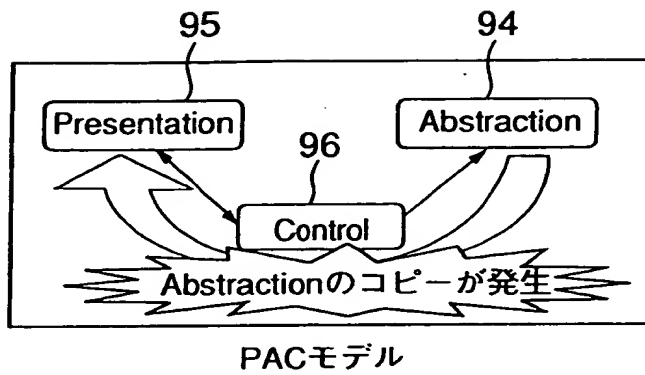 95
94
Presentation
Abstraction
96
Control
Abstractionのコピーが発生
PACモデル